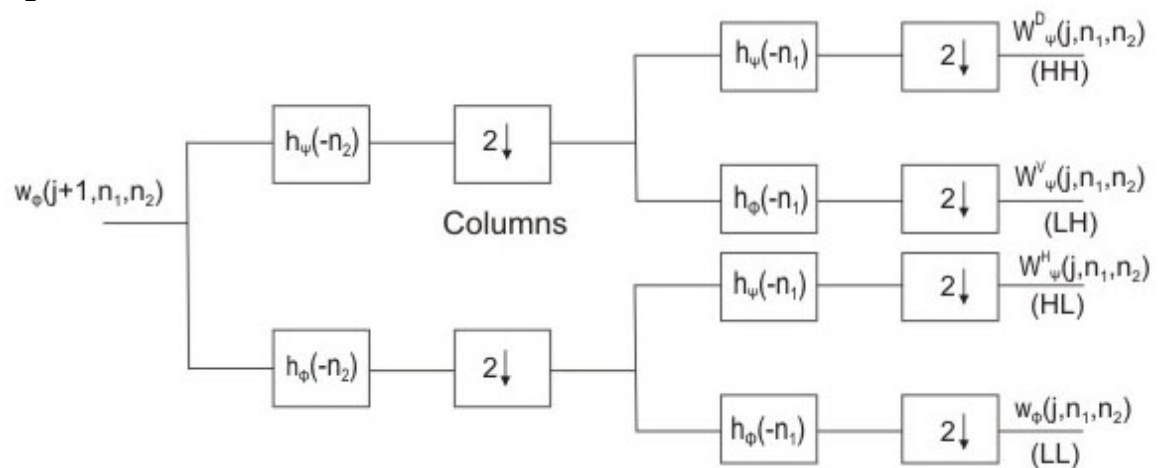 W^D_ψ(j,n₁,n₂)
h_ψ(-n₁)
2↓
(HH)
h_ψ(-n₂)
2↓
w_ϕ(j+1,n₁,n₂)
W^V_ψ(j,n₁,n₂)
h_ϕ(-n₁)
2↓
(LH)
Columns
W^H_ψ(j,n₁,n₂)
h_ψ(-n₁)
2↓
(HL)
h_ϕ(-n₂)
2↓
w_ϕ(j,n₁,n₂)
h_ϕ(-n₁)
2↓
(LL)